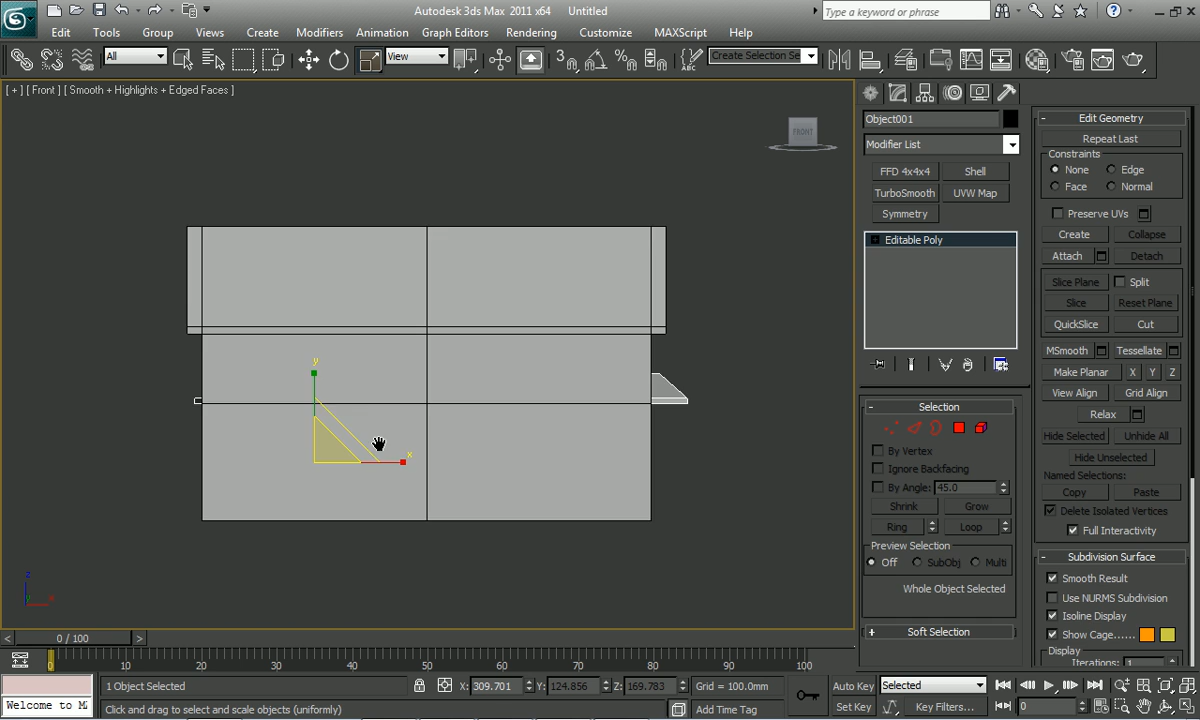 Autodesk 3ds Max 2011 x64 Untitled
Type a keyword or phrase
Edit Tools Group Views Create Modifiers Animation Graph Editors Rendering Customize MAXScript Help
All
View
Create Selection Se
[ + ] [ Front ] [ Smooth + Highlights + Edged Faces ]
FRONT
y
x
z
Object001
Modifier List
FFD 4x4x4 Shell
TurboSmooth UVW Map
Symmetry
Editable Poly
Selection
By Vertex
Ignore Backfacing
By Angle: 45.0
Shrink Grow
Ring Loop
Preview Selection
Off SubObj Multi
Whole Object Selected
Soft Selection
Edit Geometry
Repeat Last
Constraints
None Edge
Face Normal
Preserve UVs
Create Collapse
Attach Detach
Slice Plane Split
Slice Reset Plane
QuickSlice Cut
MSmooth Tessellate
Make Planar X Y Z
View Align Grid Align
Relax
Hide Selected Unhide All
Hide Unselected
Named Selections:
Copy Paste
Delete Isolated Vertices
Full Interactivity
Subdivision Surface
Smooth Result
Use NURMS Subdivision
Isoline Display
Show Cage......
Display
Iterations: 1
< 0 / 100 >
0 10 20 30 40 50 60 70 80 90 100
1 Object Selected X: 309.701 Y: 124.856 Z: 169.783 Grid = 100.0mm Auto Key Selected
Welcome to M Click and drag to select and scale objects (uniformly) Add Time Tag Set Key Key Filters... 0